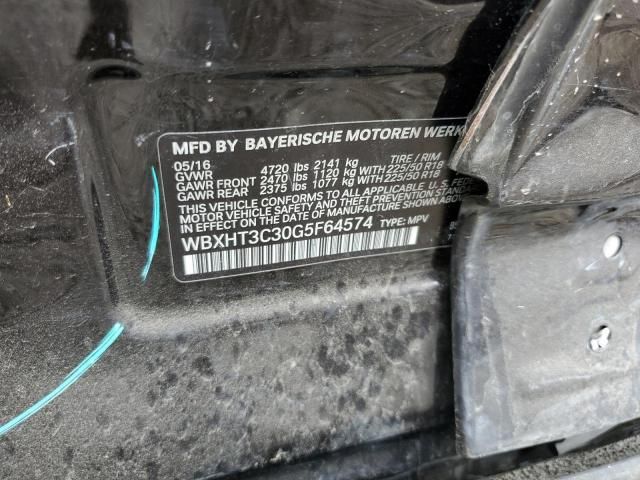 MFD BY BAYERISCHE MOTOREN WERK
05/16
GVWR 4720 lbs 2141 kg TIRE / RIM
GAWR FRONT 2470 lbs 1120 kg WITH 225/50 R18
GAWR REAR 2375 lbs 1077 kg WITH 225/50 R18
THIS VEHICLE CONFORMS TO ALL APPLICABLE U.S. FED
MOTOR VEHICLE SAFETY AND THEFT PREVENTION STANDA
IN EFFECT ON THE DATE OF MANUFACTURE SHOWN ABOVE.
WBXHT3C30G5F64574 TYPE: MPV